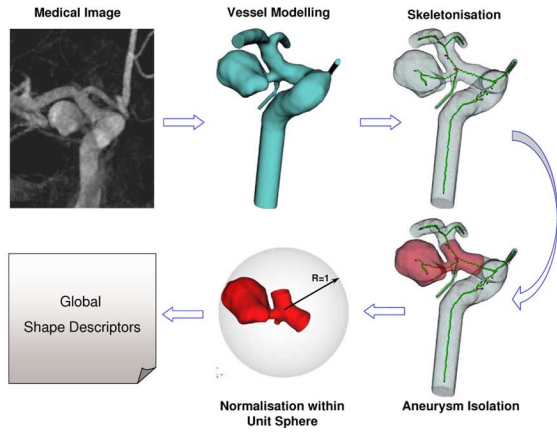 Medical Image
Vessel Modelling
Skeletonisation
Global
Shape Descriptors
R=1
Normalisation within
Unit Sphere
Aneurysm Isolation